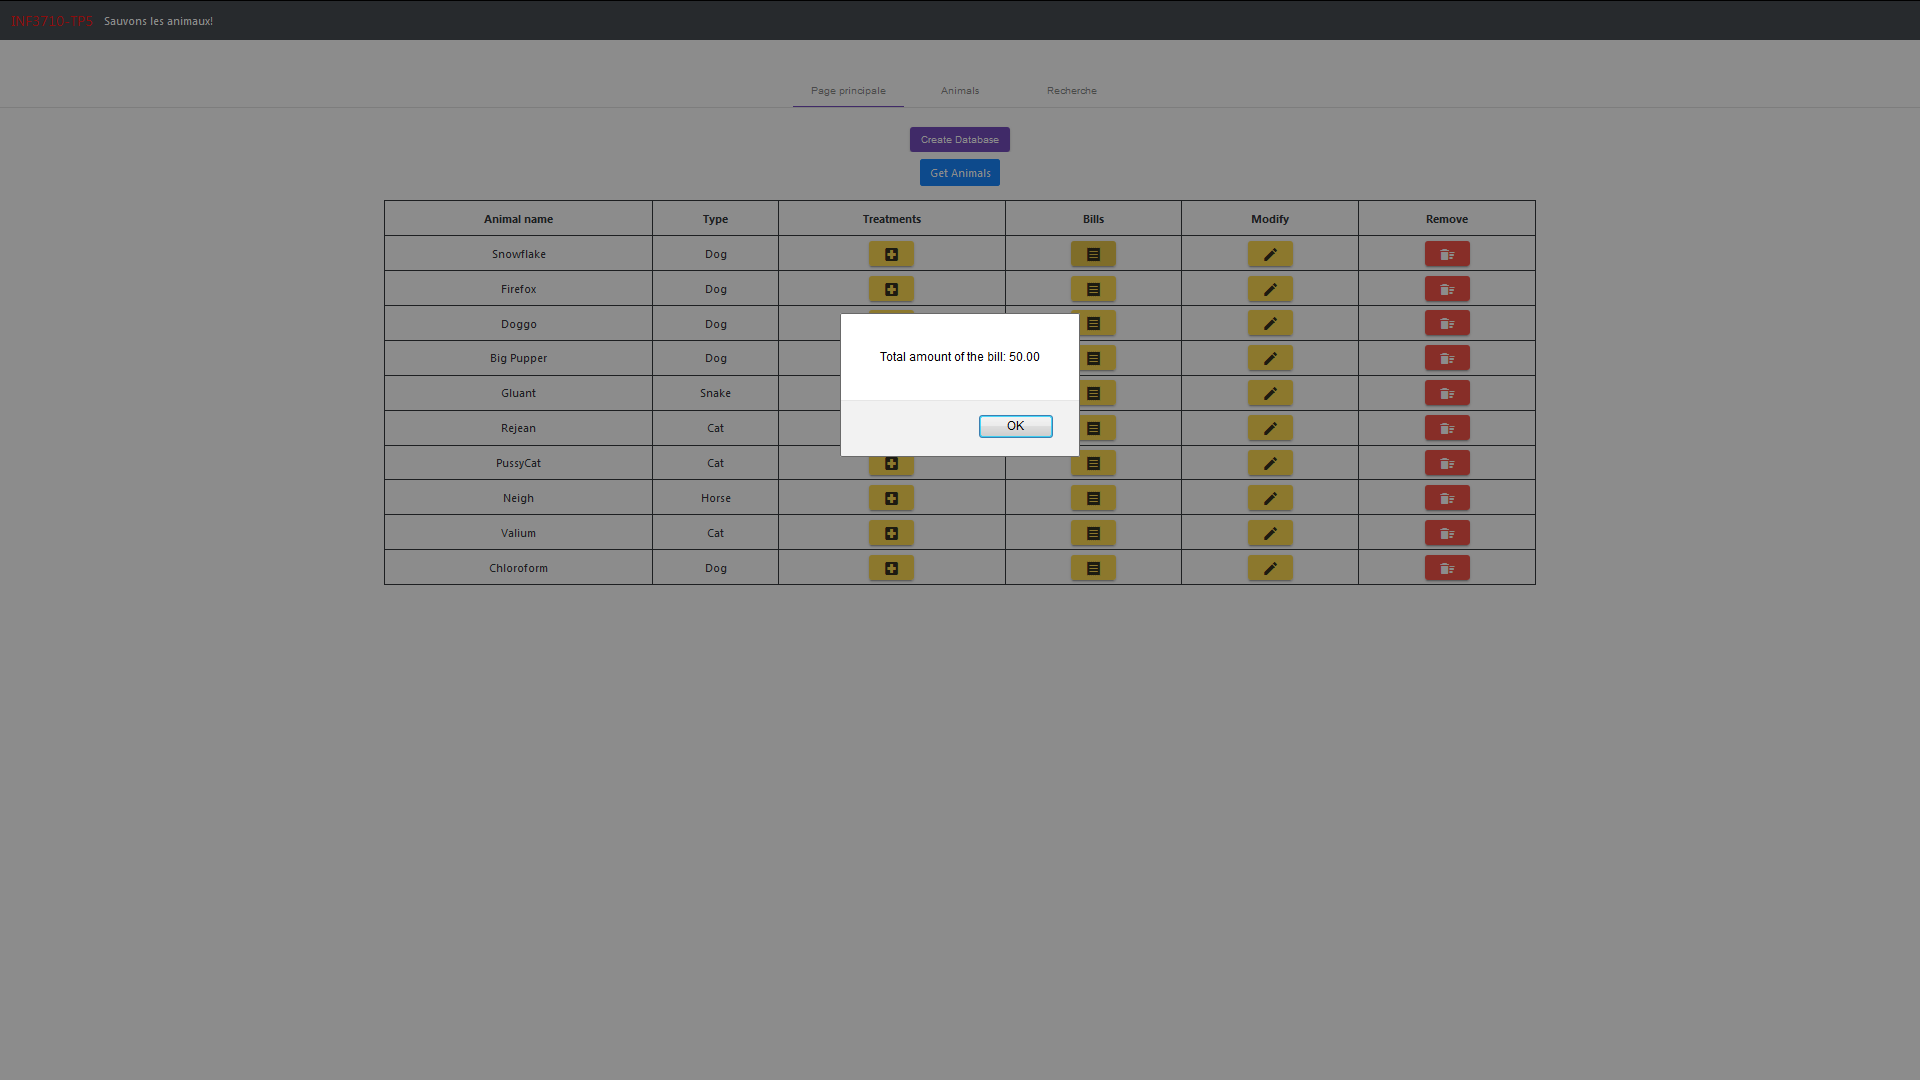 INF3710-TP5 Sauvons les animaux!
Page principale Animals Recherche
Create Database
Get Animals
Animal name Type Treatments Bills Modify Remove
Snowflake Dog
Firefox Dog
Doggo Dog
Big Pupper Dog
Gluant Snake
Rejean Cat
PussyCat Cat
Neigh Horse
Valium Cat
Chloroform Dog
Total amount of the bill: 50.00
OK